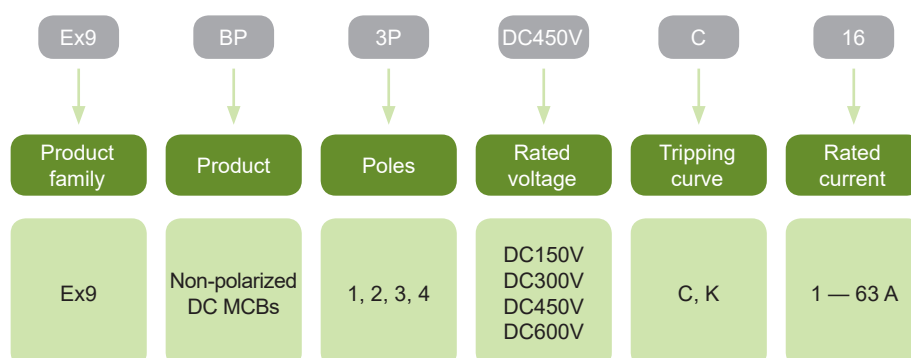 Ex9
BP
3P
DC450V
C
16
Product
family
Product
Poles
Rated
voltage
Tripping
curve
Rated
current
Ex9
Non-polarized
DC MCBs
1, 2, 3, 4
DC150V
DC300V
DC450V
DC600V
C, K
1 — 63 A